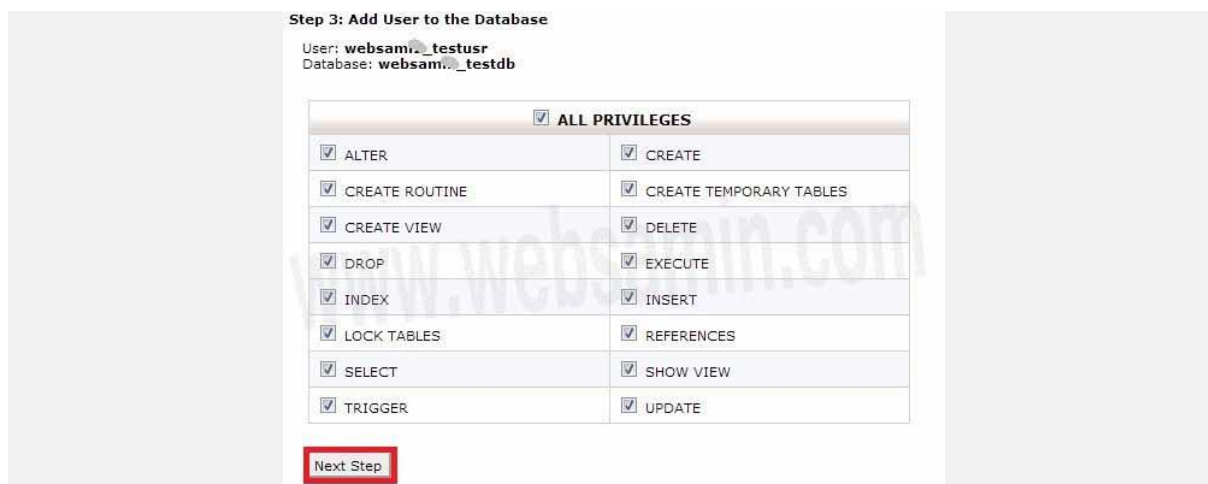 Step 3: Add User to the Database
User: _testusr
Database: _testdb
ALL PRIVILEGES
ALTER CREATE
CREATE ROUTINE CREATE TEMPORARY TABLES
CREATE VIEW DELETE
DROP EXECUTE
INDEX INSERT
LOCK TABLES REFERENCES
SELECT SHOW VIEW
TRIGGER UPDATE
www.websamin.com
Next Step